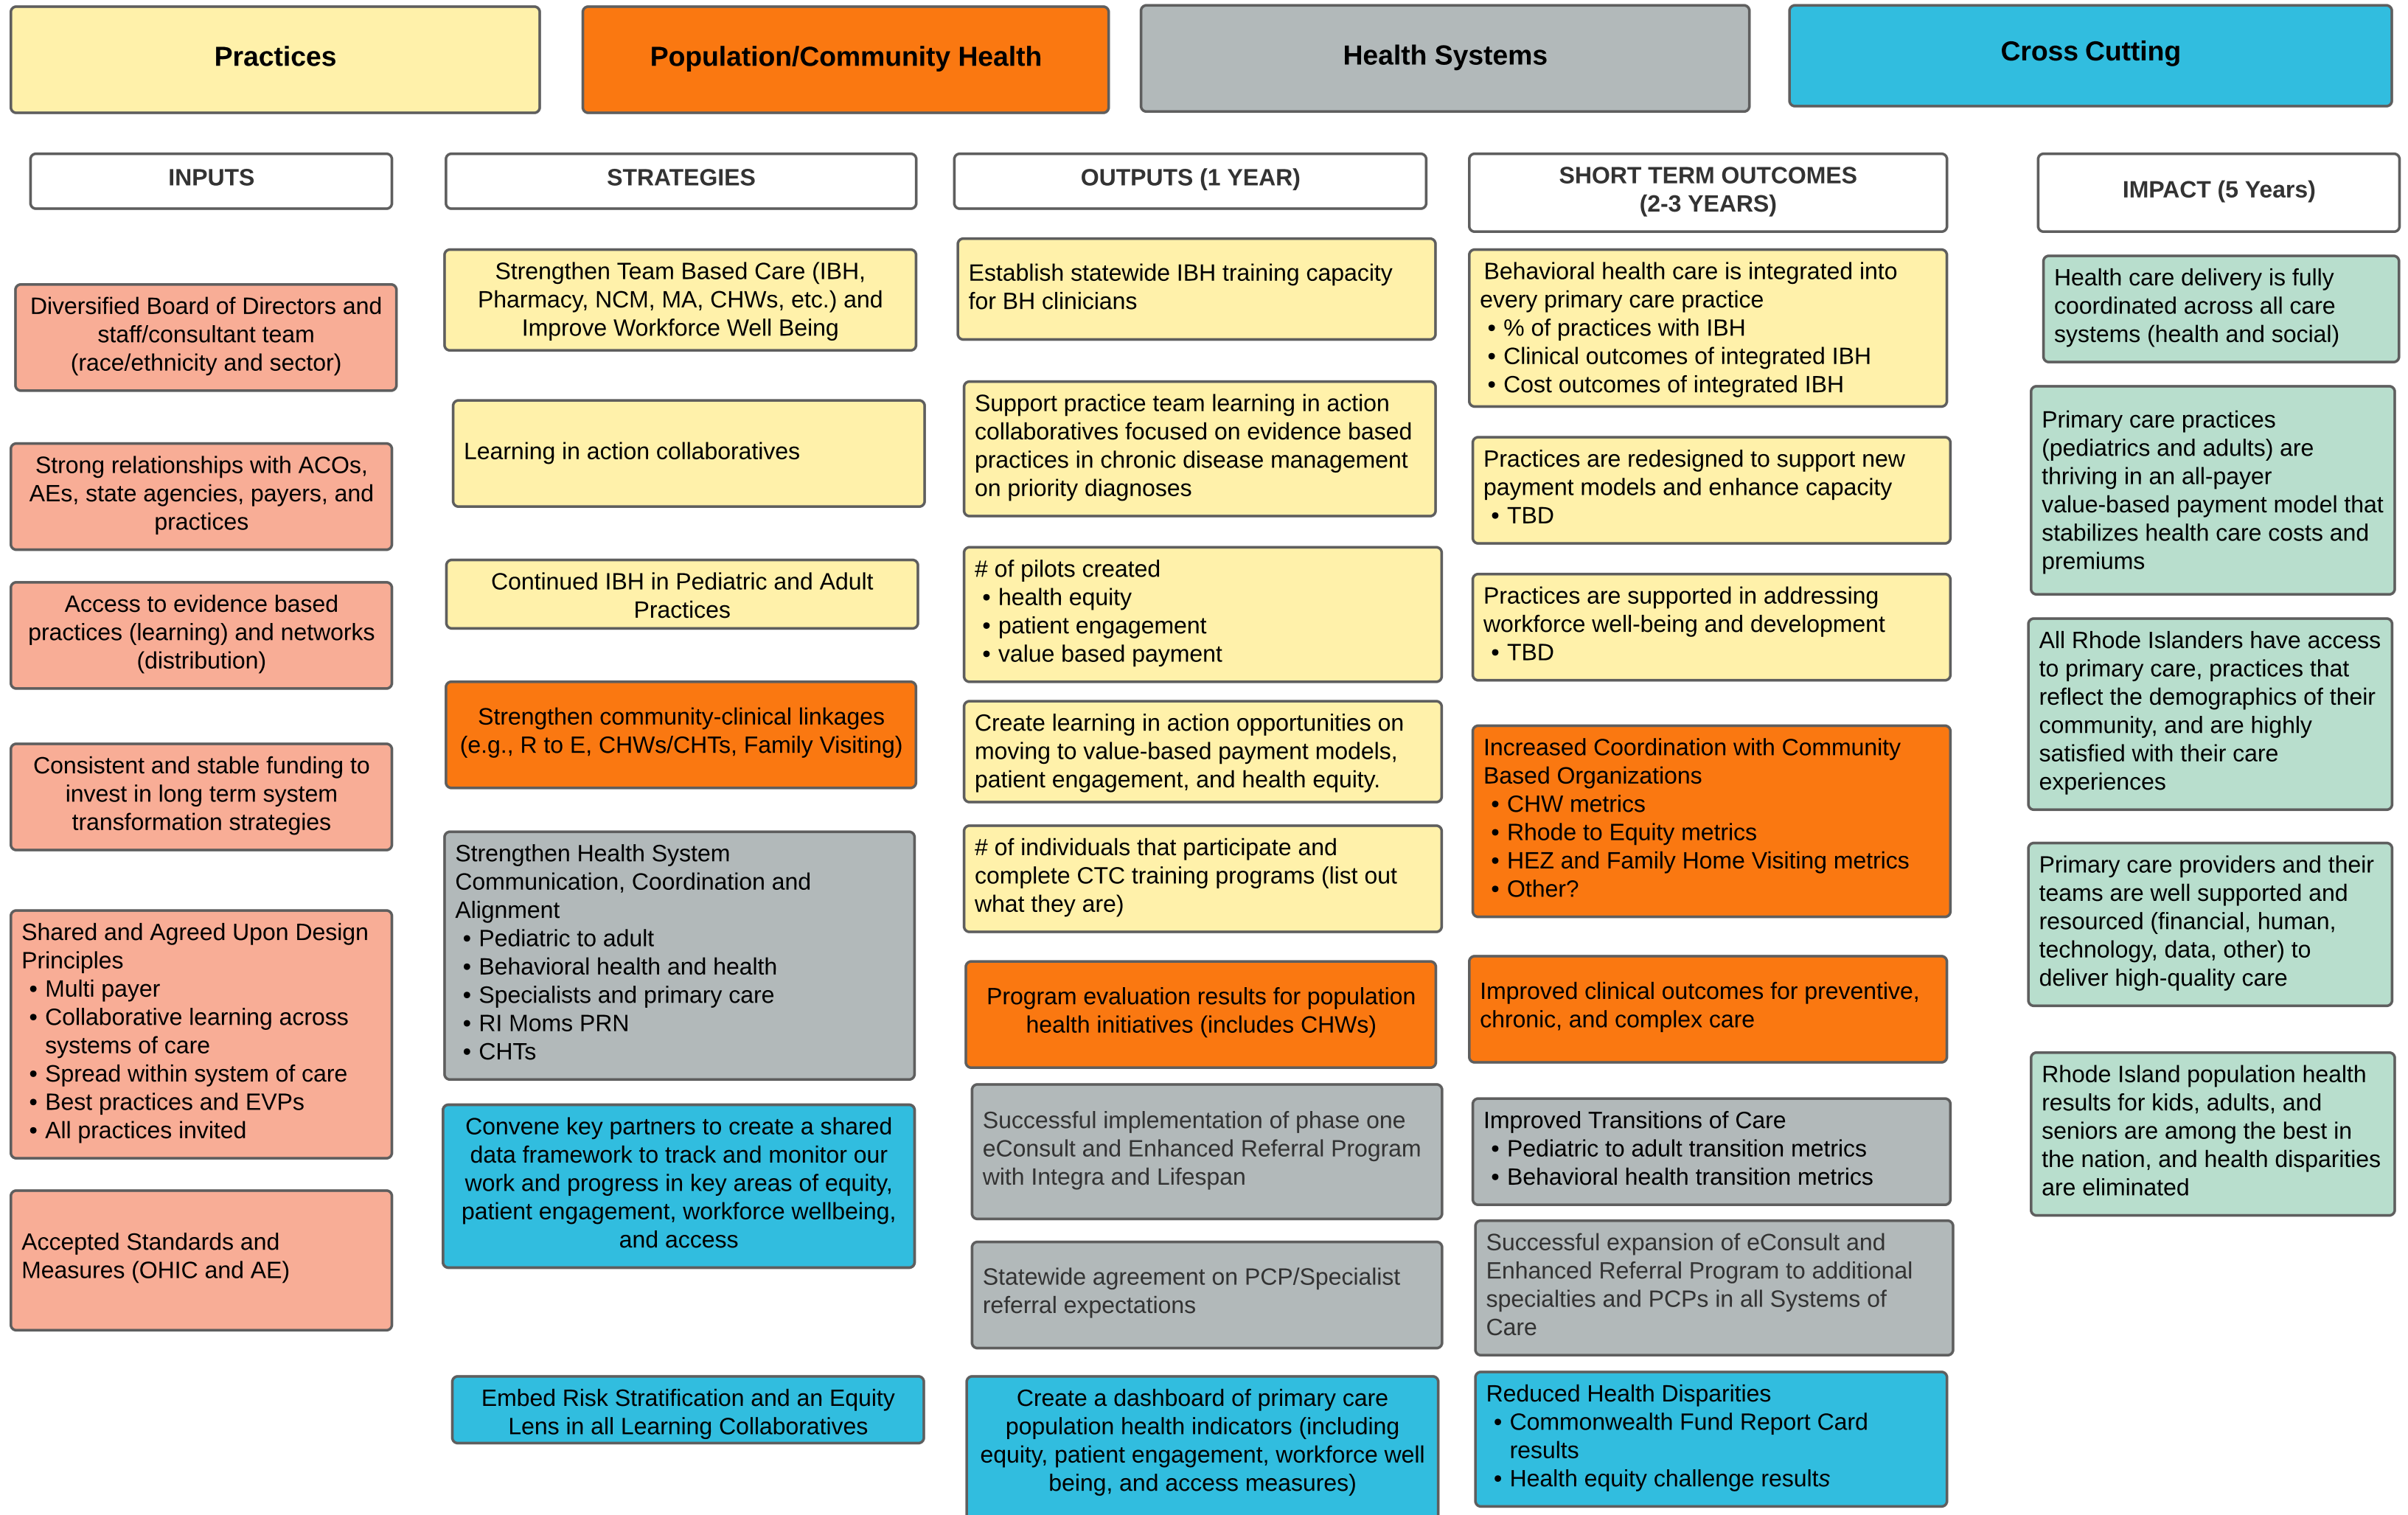 Practices
Population/Community Health
Health Systems
Cross Cutting
INPUTS
Diversified Board of Directors and
staff/consultant team
(race/ethnicity and sector)
Strong relationships with ACOs,
AEs, state agencies, payers, and
practices
Access to evidence based
practices (learning) and networks
(distribution)
Consistent and stable funding to
invest in long term system
transformation strategies
Shared and Agreed Upon Design
Principles
• Multi payer
• Collaborative learning across
systems of care
• Spread within system of care
• Best practices and EVPs
• All practices invited
Accepted Standards and
Measures (OHIC and AE)
STRATEGIES
Strengthen Team Based Care (IBH,
Pharmacy, NCM, MA, CHWs, etc.) and
Improve Workforce Well Being
Learning in action collaboratives
Continued IBH in Pediatric and Adult
Practices
Strengthen community-clinical linkages
(e.g., R to E, CHWs/CHTs, Family Visiting)
Strengthen Health System
Communication, Coordination and
Alignment
• Pediatric to adult
• Behavioral health and health
• Specialists and primary care
• RI Moms PRN
• CHTs
Convene key partners to create a shared
data framework to track and monitor our
work and progress in key areas of equity,
patient engagement, workforce wellbeing,
and access
Embed Risk Stratification and an Equity
Lens in all Learning Collaboratives
OUTPUTS (1 YEAR)
Establish statewide IBH training capacity
for BH clinicians
Support practice team learning in action
collaboratives focused on evidence based
practices in chronic disease management
on priority diagnoses
# of pilots created
• health equity
• patient engagement
• value based payment
Create learning in action opportunities on
moving to value-based payment models,
patient engagement, and health equity.
# of individuals that participate and
complete CTC training programs (list out
what they are)
Program evaluation results for population
health initiatives (includes CHWs)
Successful implementation of phase one
eConsult and Enhanced Referral Program
with Integra and Lifespan
Statewide agreement on PCP/Specialist
referral expectations
Create a dashboard of primary care
population health indicators (including
equity, patient engagement, workforce well
being, and access measures)
SHORT TERM OUTCOMES
(2-3 YEARS)
Behavioral health care is integrated into
every primary care practice
• % of practices with IBH
• Clinical outcomes of integrated IBH
• Cost outcomes of integrated IBH
Practices are redesigned to support new
payment models and enhance capacity
• TBD
Practices are supported in addressing
workforce well-being and development
• TBD
Increased Coordination with Community
Based Organizations
• CHW metrics
• Rhode to Equity metrics
• HEZ and Family Home Visiting metrics
• Other?
Improved clinical outcomes for preventive,
chronic, and complex care
Improved Transitions of Care
• Pediatric to adult transition metrics
• Behavioral health transition metrics
Successful expansion of eConsult and
Enhanced Referral Program to additional
specialties and PCPs in all Systems of
Care
Reduced Health Disparities
• Commonwealth Fund Report Card
results
• Health equity challenge results
IMPACT (5 Years)
Health care delivery is fully
coordinated across all care
systems (health and social)
Primary care practices
(pediatrics and adults) are
thriving in an all-payer
value-based payment model that
stabilizes health care costs and
premiums
All Rhode Islanders have access
to primary care, practices that
reflect the demographics of their
community, and are highly
satisfied with their care
experiences
Primary care providers and their
teams are well supported and
resourced (financial, human,
technology, data, other) to
deliver high-quality care
Rhode Island population health
results for kids, adults, and
seniors are among the best in
the nation, and health disparities
are eliminated